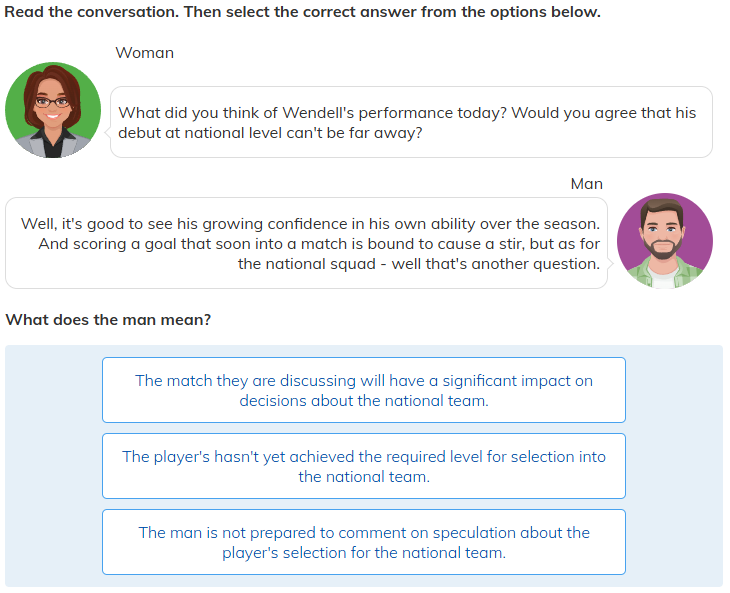 Read the conversation. Then select the correct answer from the options below.
Woman
What did you think of Wendell's performance today? Would you agree that his
debut at national level can't be far away?
Man
Well, it's good to see his growing confidence in his own ability over the season.
And scoring a goal that soon into a match is bound to cause a stir, but as for
the national squad - well that's another question.
What does the man mean?
The match they are discussing will have a significant impact on
decisions about the national team.
The player's hasn't yet achieved the required level for selection into
the national team.
The man is not prepared to comment on speculation about the
player's selection for the national team.